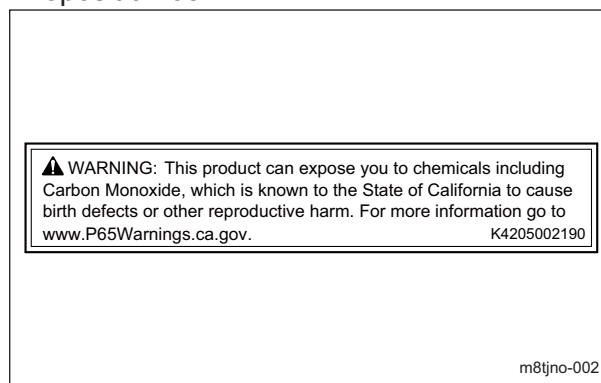 WARNING: This product can expose you to chemicals including
Carbon Monoxide, which is known to the State of California to cause
birth defects or other reproductive harm. For more information go to
www.P65Warnings.ca.gov. K4205002190
m8tjno-002